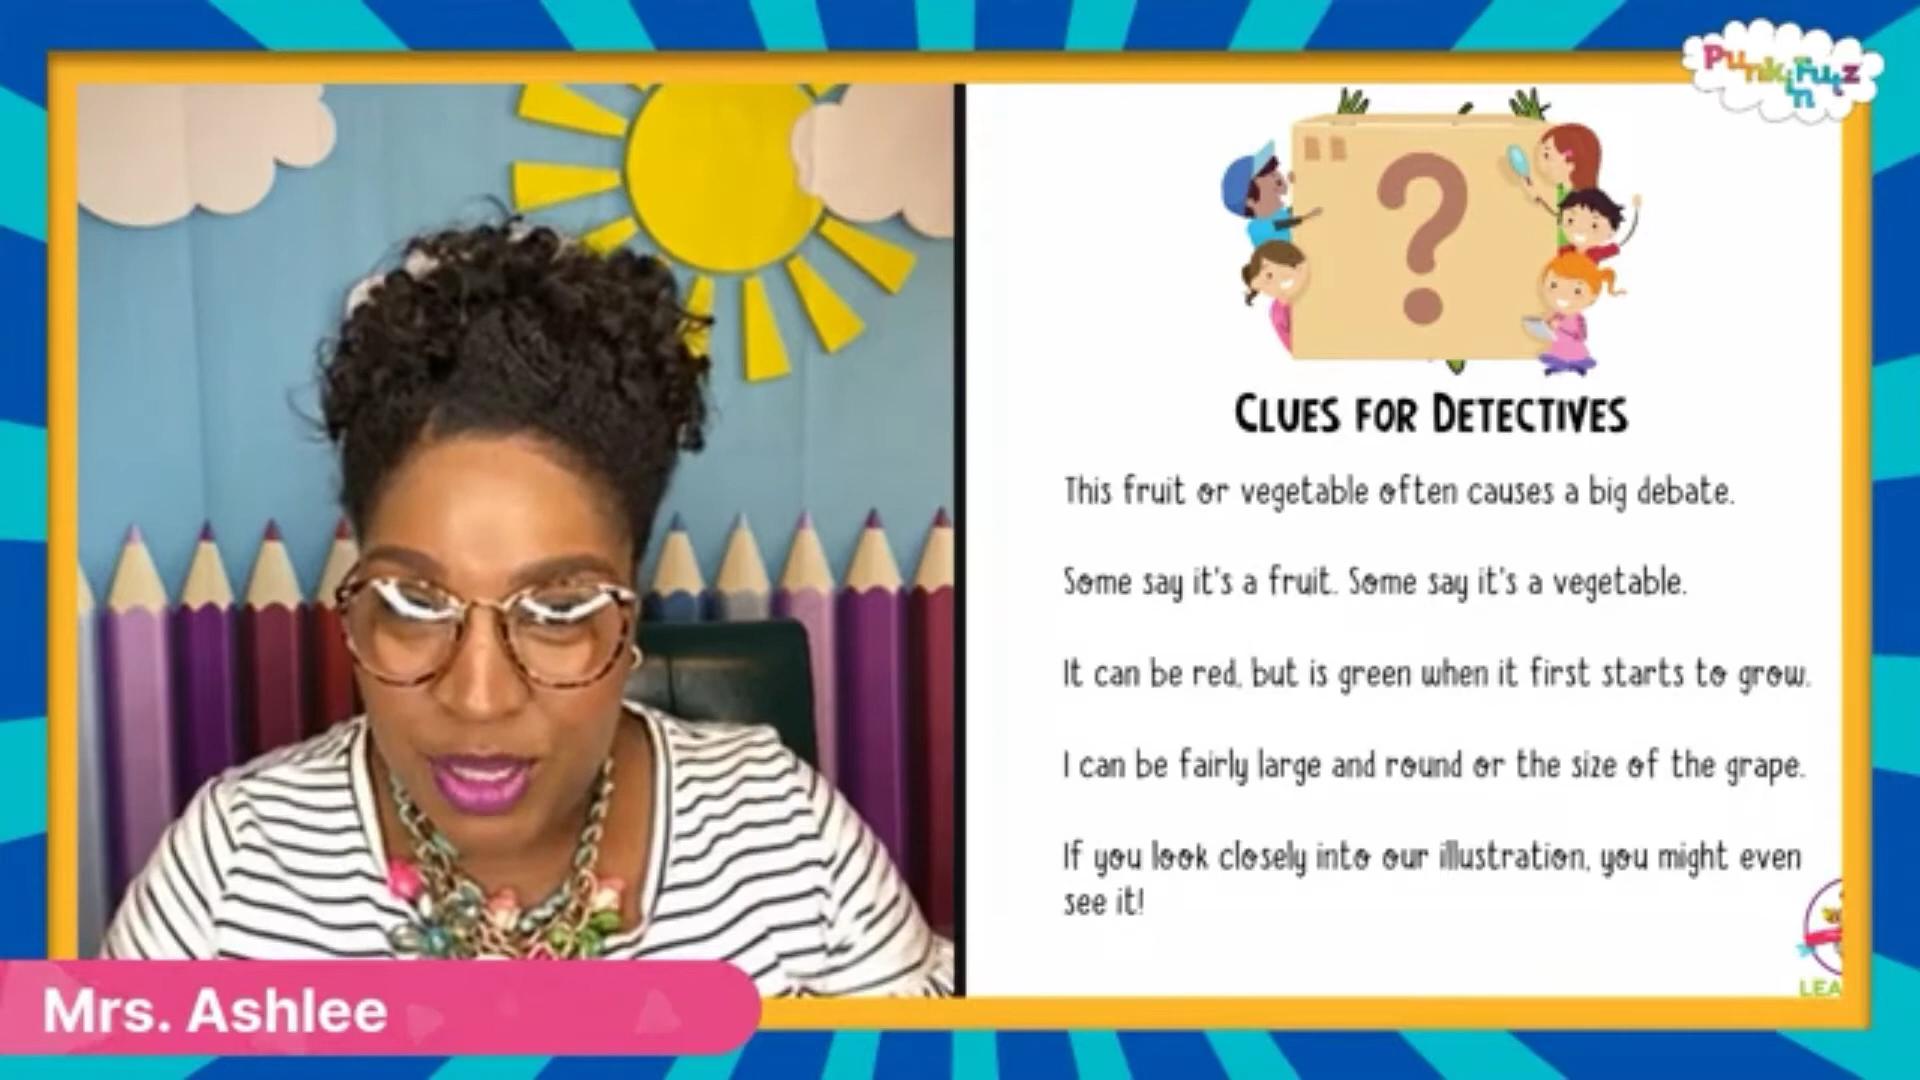 Punkin Futz
?
CLUES FOR DETECTIVES
This fruit or vegetable often causes a big debate.
Some say it's a fruit. Some say it's a vegetable.
It can be red, but is green when it first starts to grow.
I can be fairly large and round or the size of the grape.
If you look closely into our illustration, you might even
see it!
LEA
Mrs. Ashlee